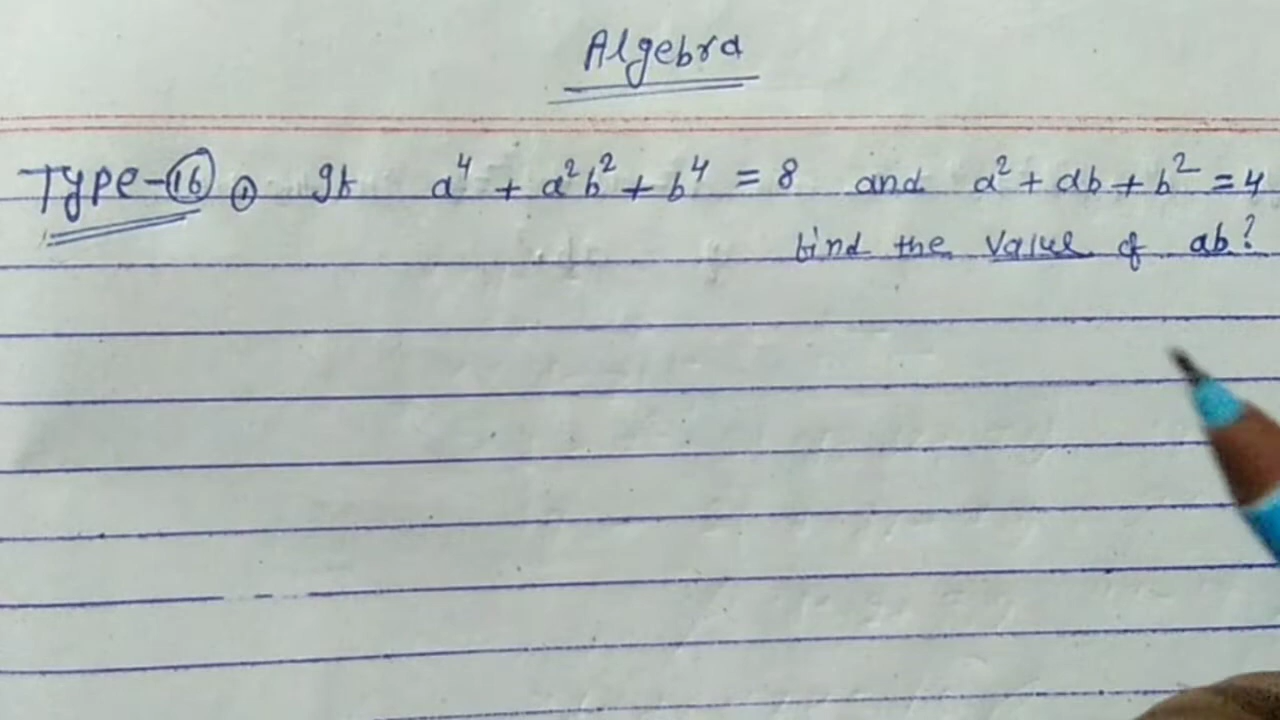 Algebra
Type-16 ① If a⁴ + a²b² + b⁴ = 8 and a² + ab + b² = 4
find the value of ab?